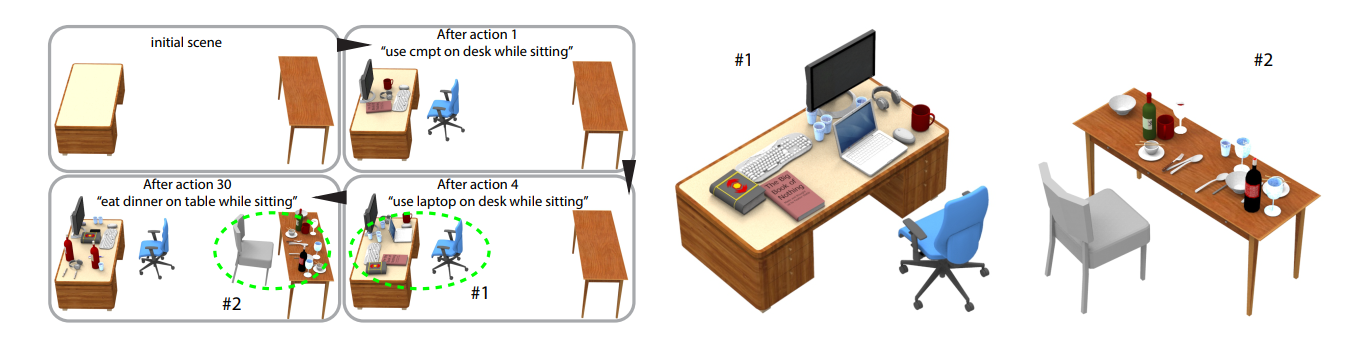 initial scene
After action 1
“use cmpt on desk while sitting”
After action 30
“eat dinner on table while sitting”
After action 4
“use laptop on desk while sitting”
#2
#1
#1
The Big
Book of
Nothing
#2